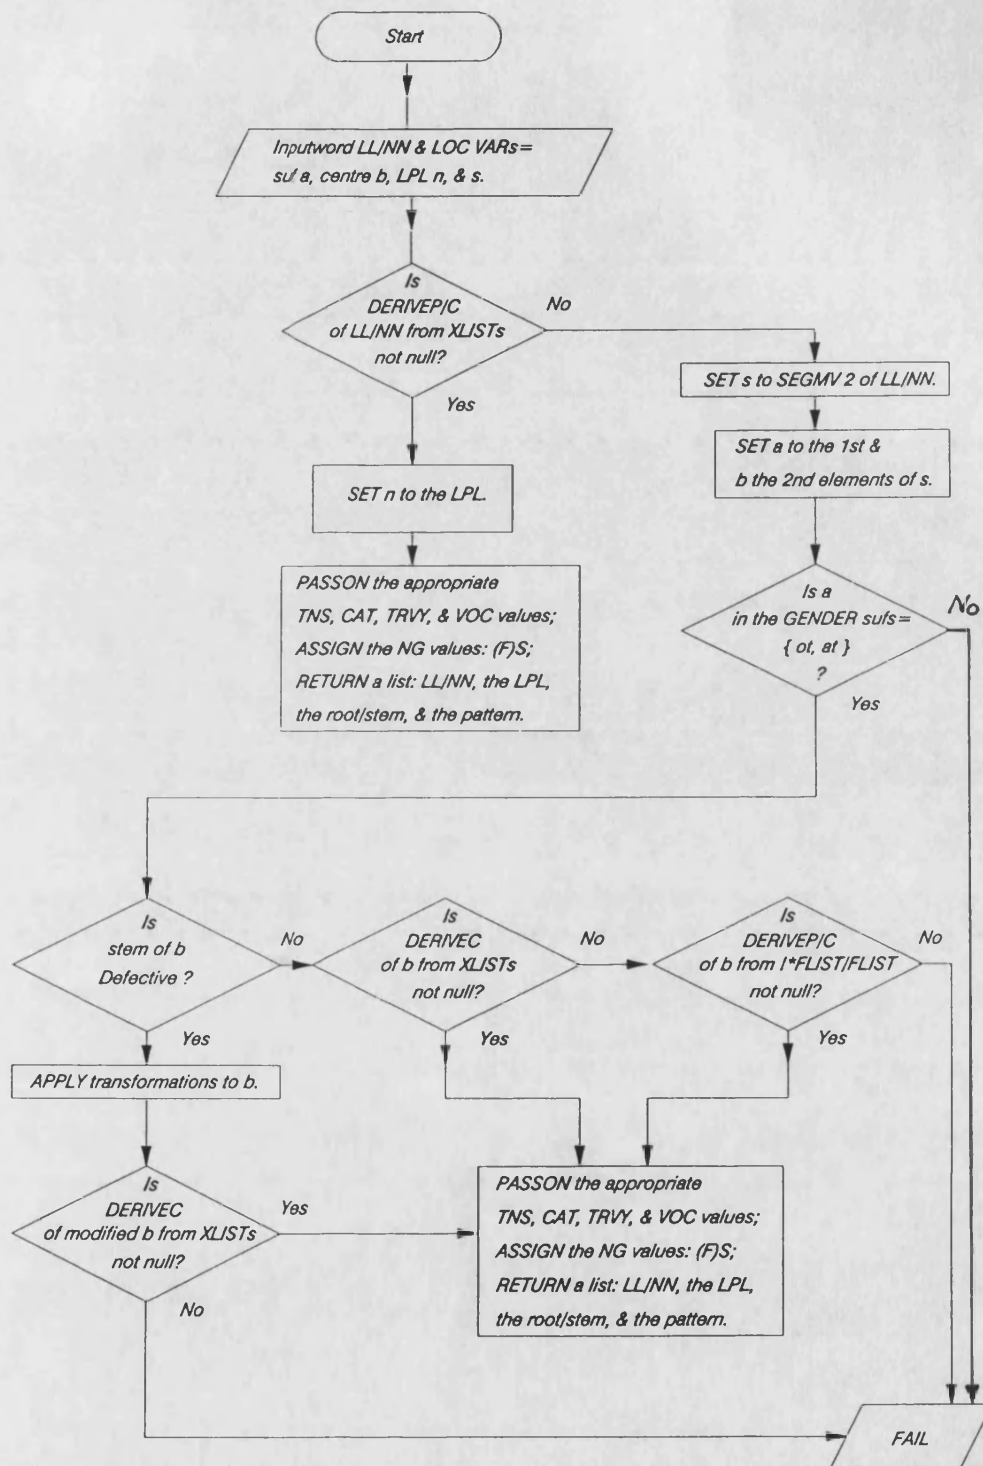 Start
Inputword LL/NN & LOC VARs=
suf a, centre b, LPL n, & s.
Is
DERIVEP/C
of LL/NN from XLISTs
not null?
No
Yes
SET s to SEGMV 2 of LL/NN.
SET a to the 1st &
b the 2nd elements of s.
SET n to the LPL.
PASSON the appropriate
TNS, CAT, TRVY, & VOC values;
ASSIGN the NG values: (F)S;
RETURN a list: LL/NN, the LPL,
the root/stem, & the pattern.
Is a
in the GENDER sufs=
{ ot, at }
?
No
Yes
Is
stem of b
Defective ?
No
Yes
Is
DERIVEC
of b from XLISTs
not null?
No
Yes
Is
DERIVEP/C
of b from I*FLIST/FLIST
not null?
No
Yes
APPLY transformations to b.
Is
DERIVEC
of modified b from XLISTs
not null?
Yes
No
PASSON the appropriate
TNS, CAT, TRVY, & VOC values;
ASSIGN the NG values: (F)S;
RETURN a list: LL/NN, the LPL,
the root/stem, & the pattern.
FAIL